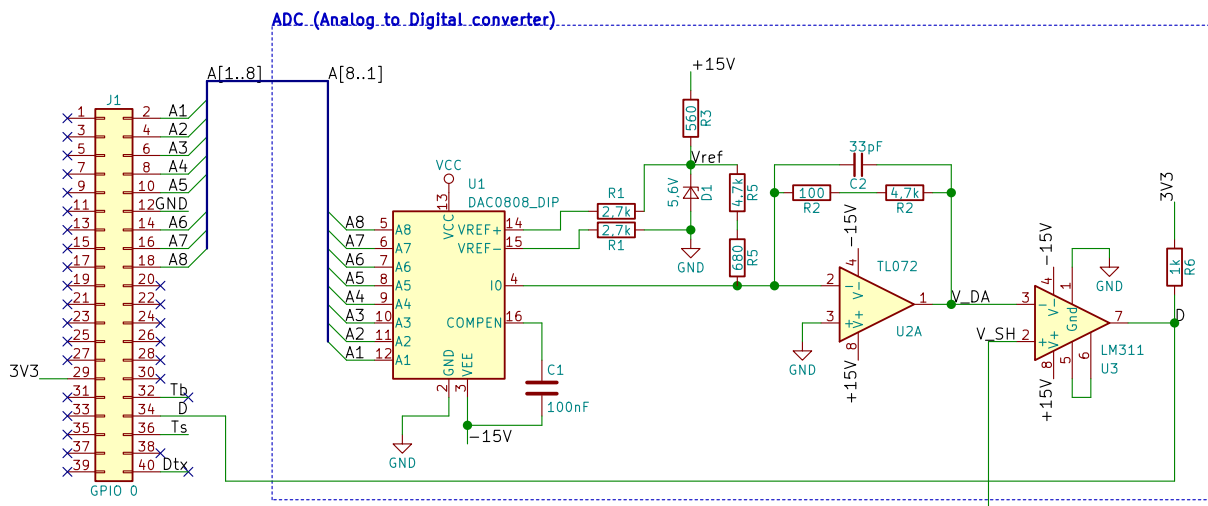 ADC (Analog to Digital converter)
A[1..8]
A[8..1]
J1
1 2 A1
3 4 A2
5 6 A3
7 8 A4
9 10 A5
11 12 GND
13 14 A6
15 16 A7
17 18 A8
19 20
21 22
23 24
25 26
27 28
3V3 29 30
31 32 Tb
33 34 D
35 36 Ts
37 38
39 40 Dtx
GPIO 0
VCC
U1
DAC0808_DIP
13
VCC
A8 5 A8
A7 6 A7
A6 7 A6
A5 8 A5
A4 9 A4
A3 10 A3
A2 11 A2
A1 12 A1
VREF+ 14
VREF- 15
IO 4
COMPEN 16
GND
VEE
2
3
GND
-15V
C1
100nF
R1
2,7k
2,7k
R1
+15V
560
R3
Vref
5,6V
D1
GND
4,7k
R5
680
R5
33pF
C2
100
R2
4,7k
R2
-15V
4
V-
TL072
2
-
3
+
1
V+
8
U2A
+15V
GND
V_DA
V_SH
-15V
4
1
GND
3
-
V-
Gnd
2
+
V+
7
8
5
6
+15V
LM311
U3
3V3
1k
R6
D